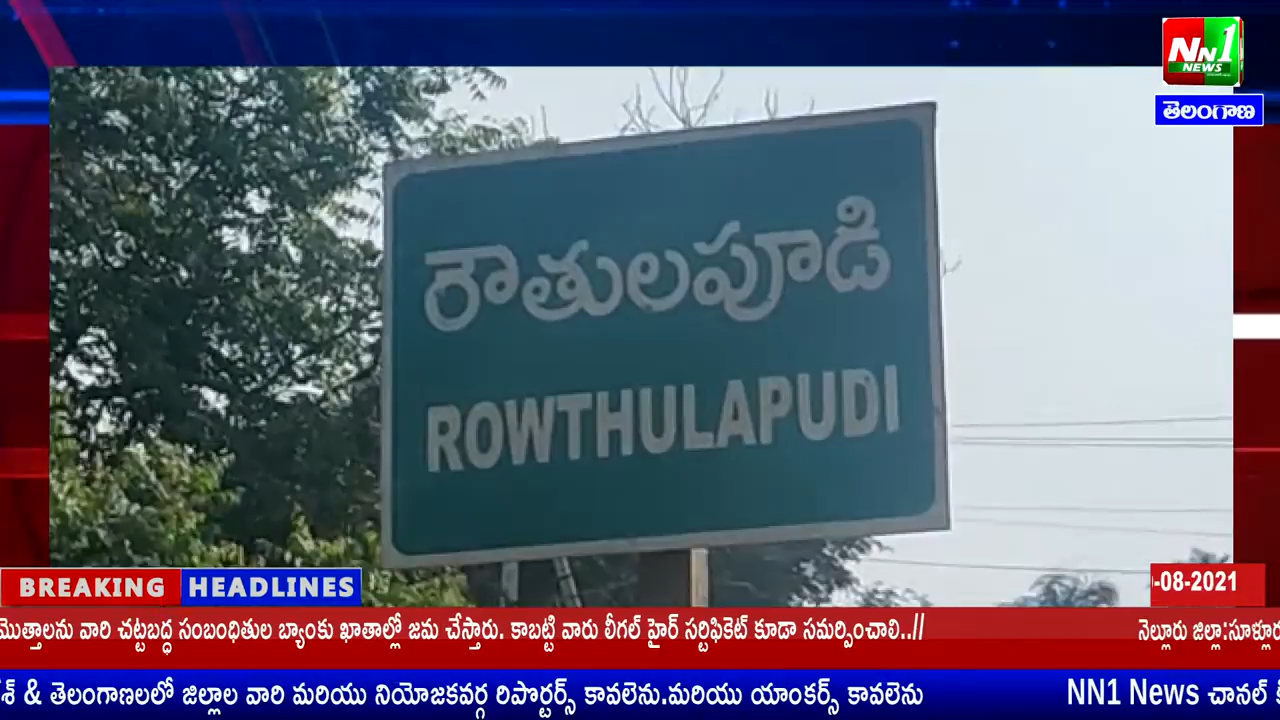 NN1
NEWS
తెలంగాణ
రౌతులపూడి
ROWTHULAPUDI
BREAKING HEADLINES
-08-2021
మొత్తాలను వారి చట్టబద్ధ సంబంధితుల బ్యాంకు ఖాతాల్లో జమ చేస్తారు. కాబట్టి వారు లీగల్ హైర్ సర్టిఫికెట్ కూడా సమర్పించాలి..// నెల్లూరు జిల్లా:సూళ్లూరు
& తెలంగాణలలో జిల్లాల వారి మరియు నియోజకవర్గ రిపోర్టర్స్ కావలెను.మరియు యాంకర్స్ కావలెను NN1 News చానల్